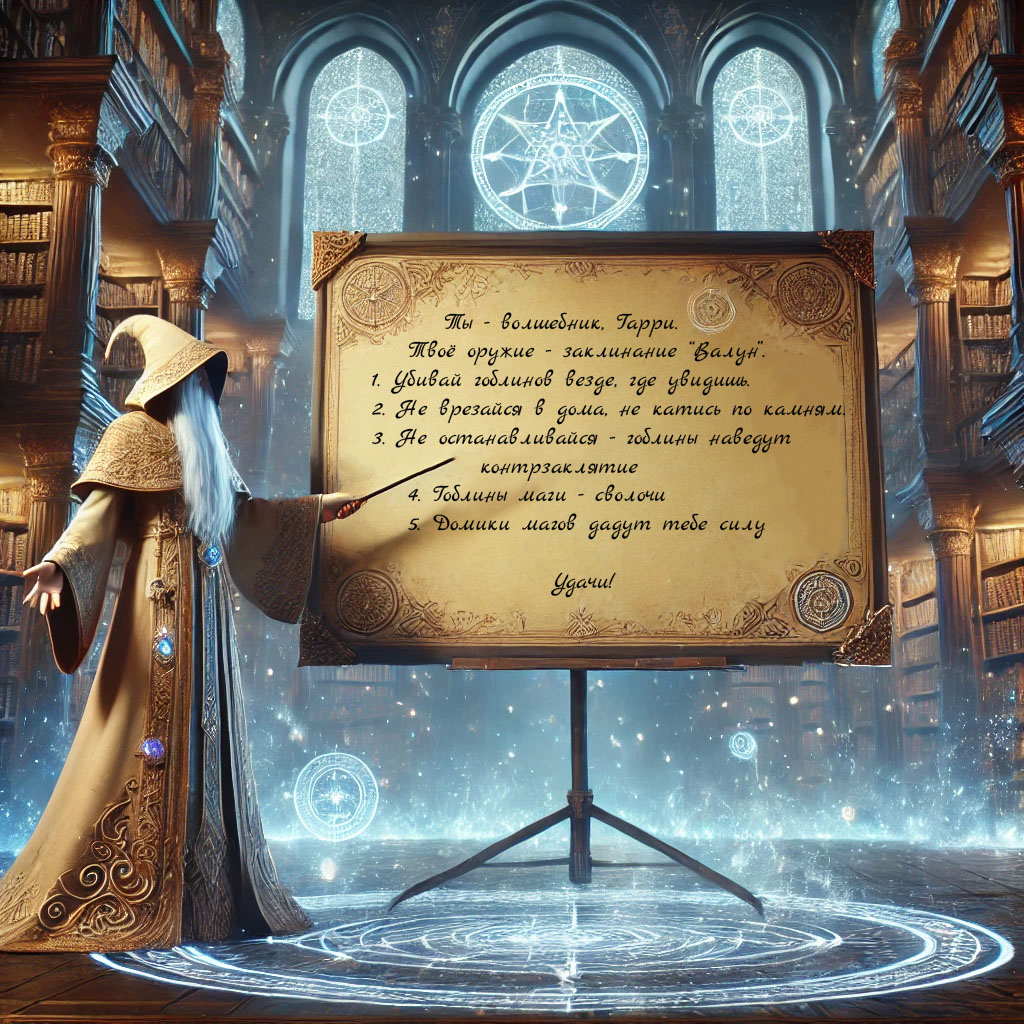 Ты - волшебник, Гарри.
Твоё оружие - заклинание "Валун".
1. Убивай гоблинов везде, где увидишь.
2. Не врезайся в дома, не катись по камням.
3. Не останавливайся - гоблины наведут
контрзаклятие
4. Гоблины маги - сволочи
5. Домики магов дадут тебе силу
Удачи!